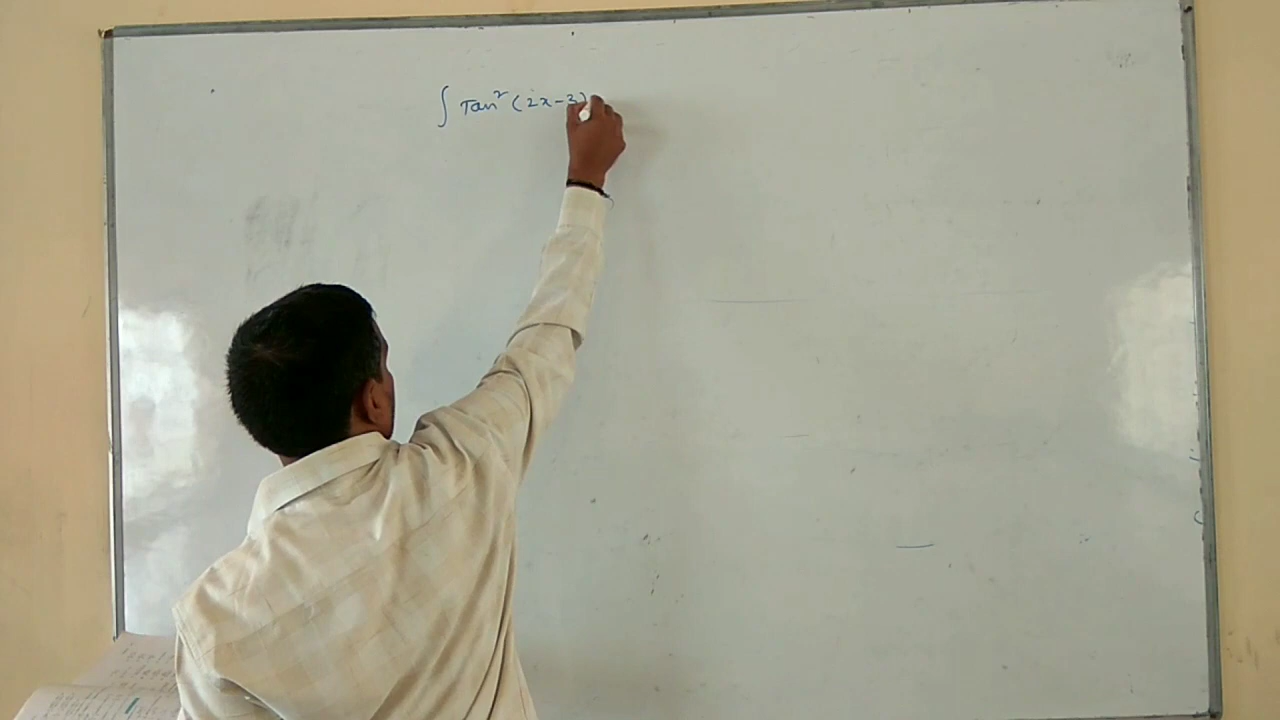 ∫ Tan² (2x-3)